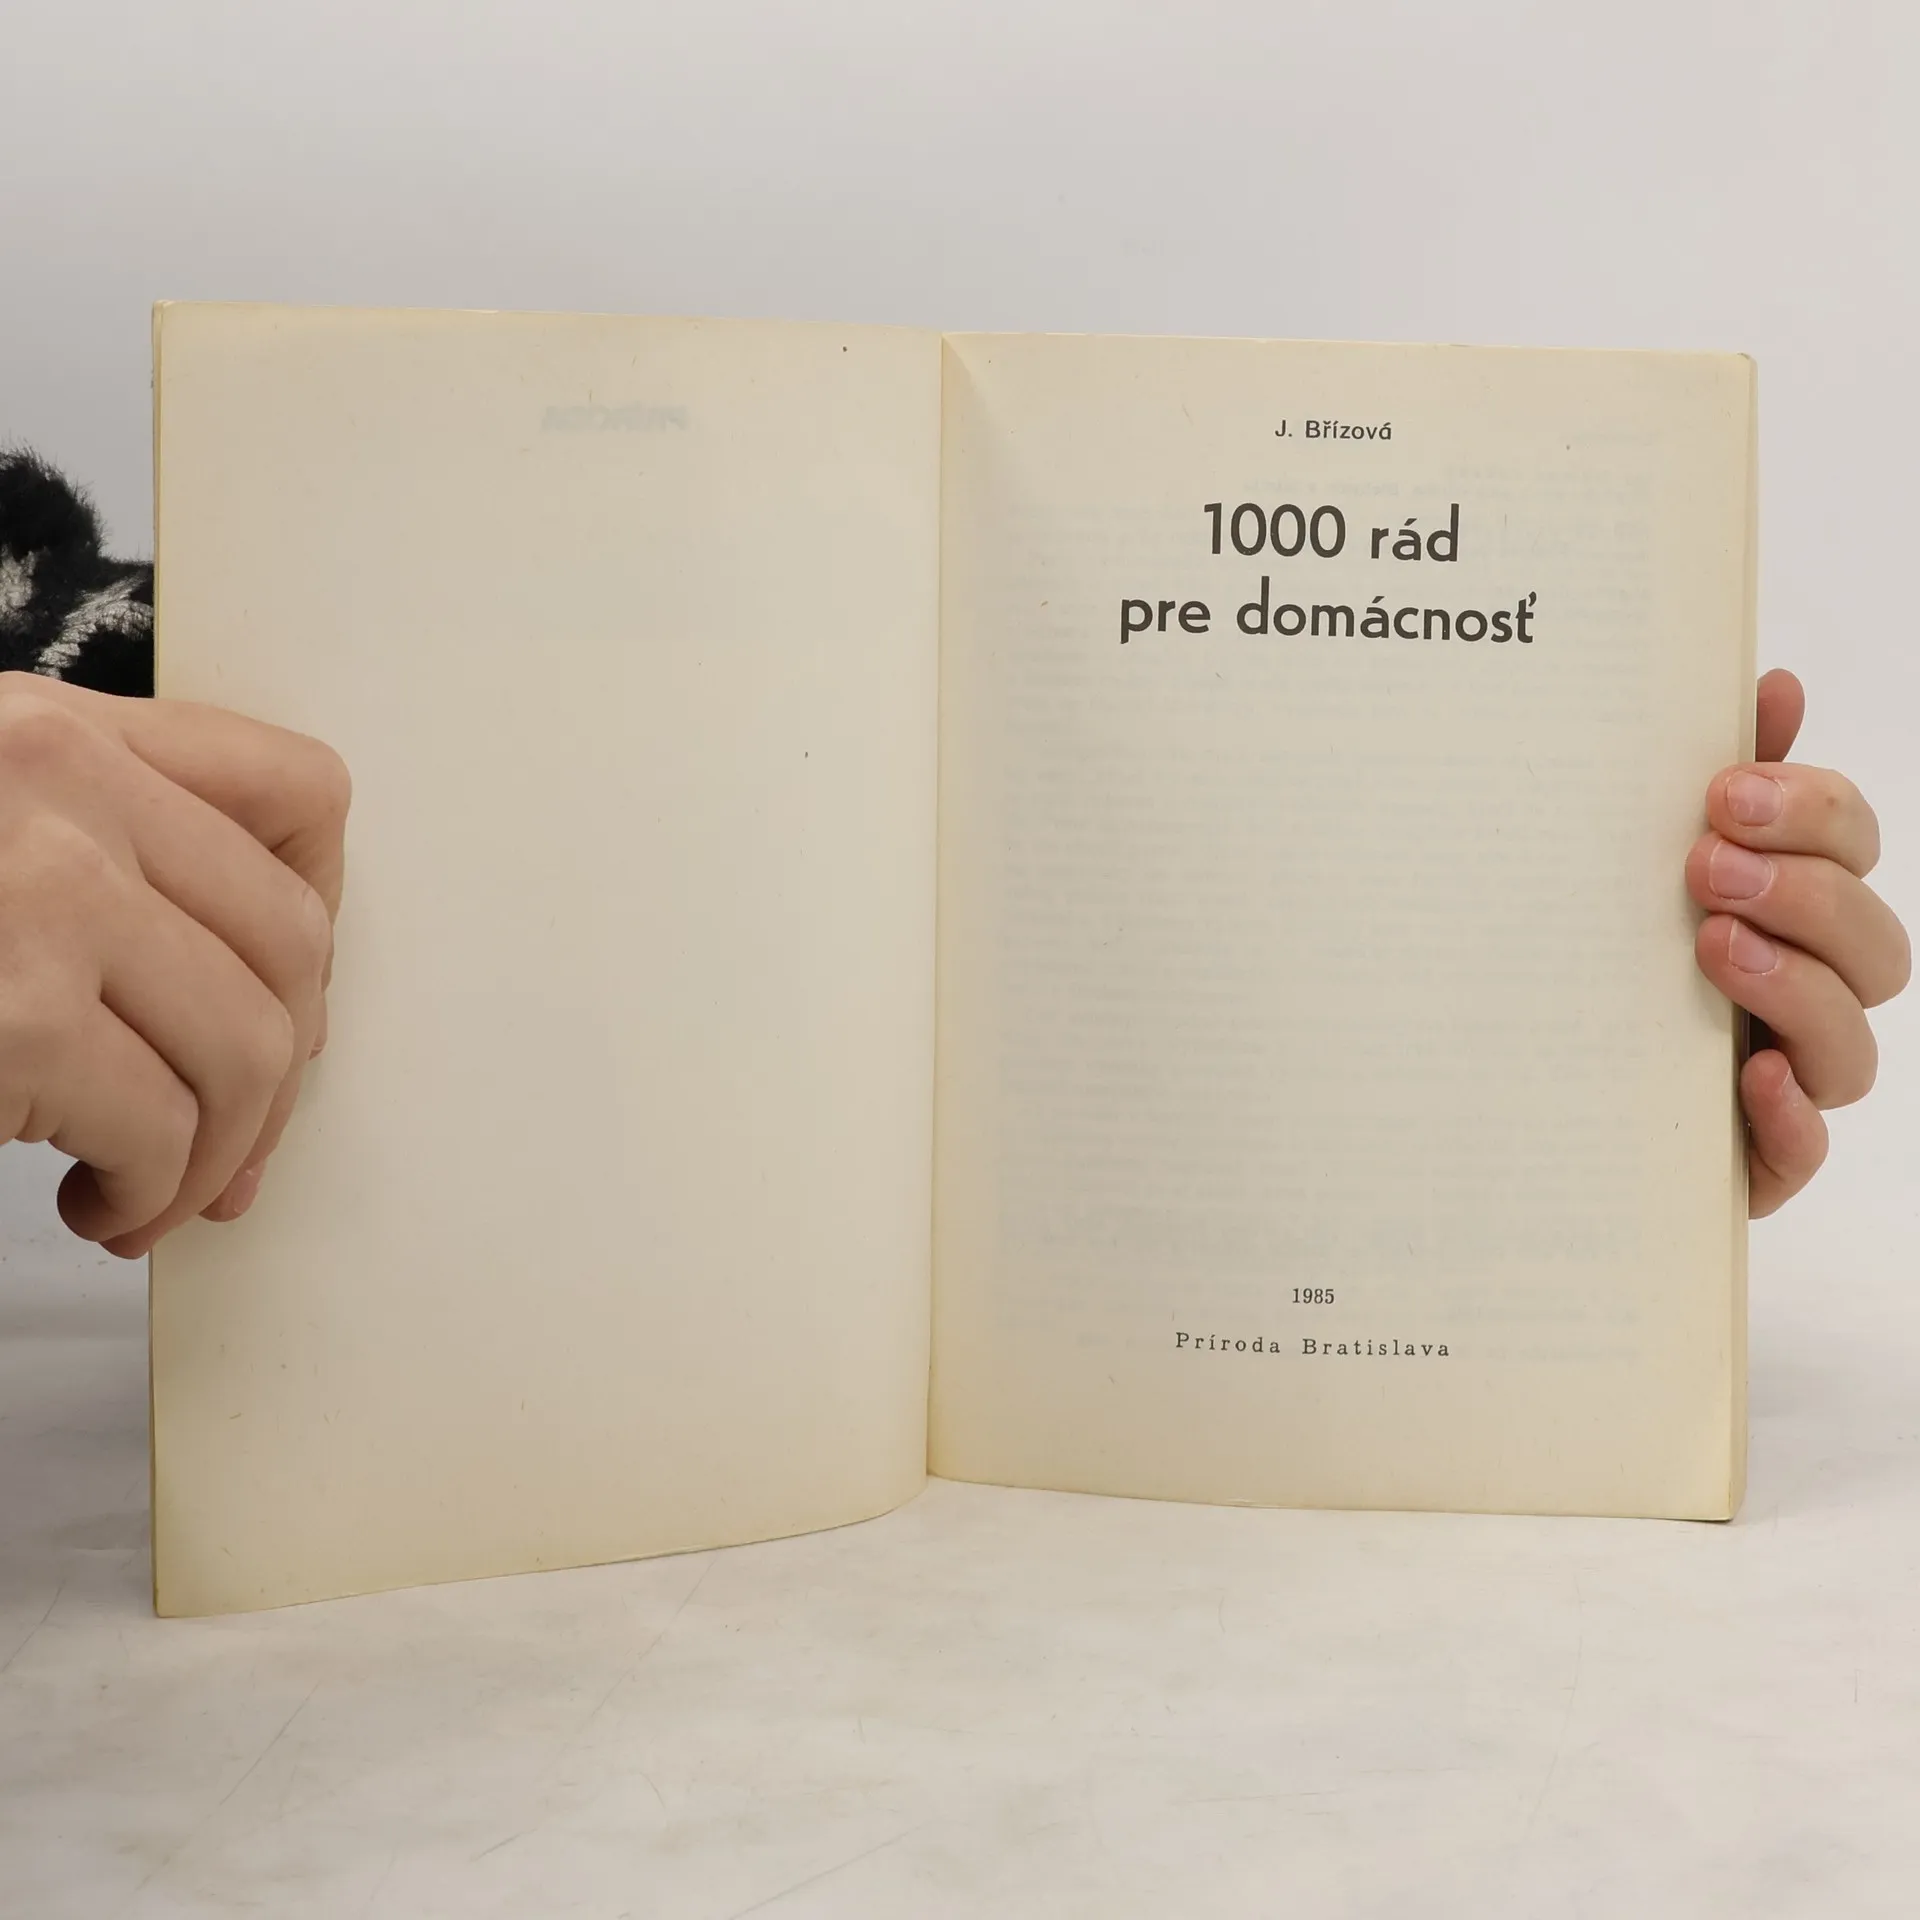 J. Břízová
1000 rád
pre domácnosť
1985
Príroda Bratislava